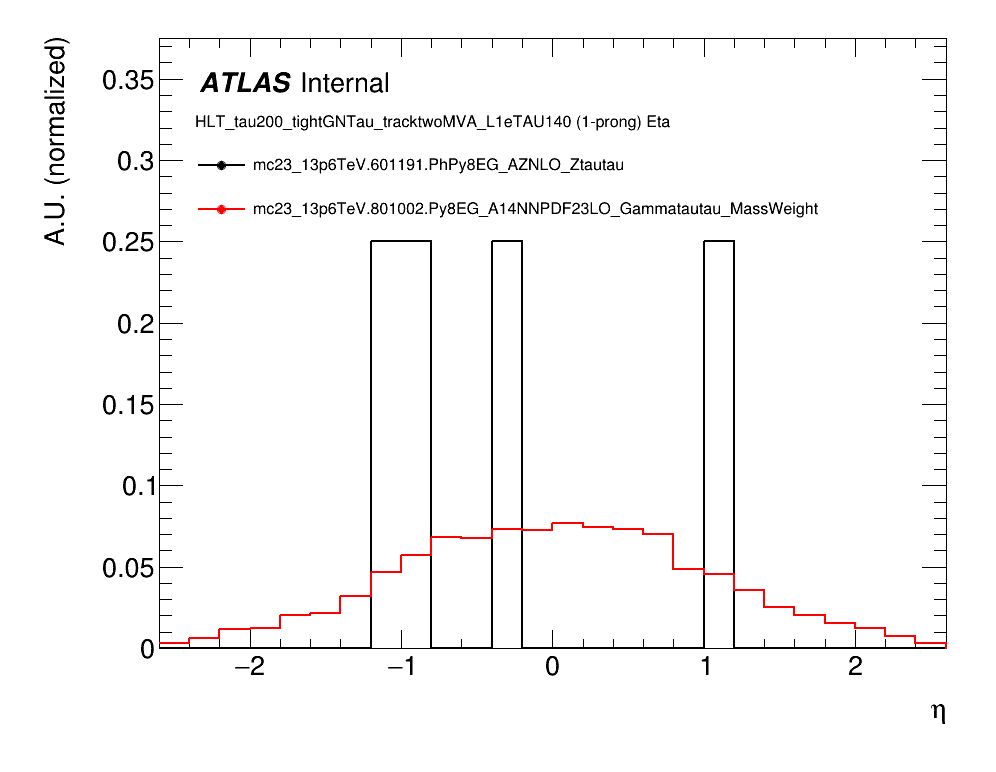 A.U. (normalized)
0.35
0.3
0.25
0.2
0.15
0.1
0.05
0
ATLAS Internal
HLT_tau200_tightGNTau_tracktwoMVA_L1eTAU140 (1-prong) Eta
mc23_13p6TeV.601191.PhPy8EG_AZNLO_Ztautau
mc23_13p6TeV.801002.Py8EG_A14NNPDF23LO_Gammatautau_MassWeight
−2 −1 0 1 2
η